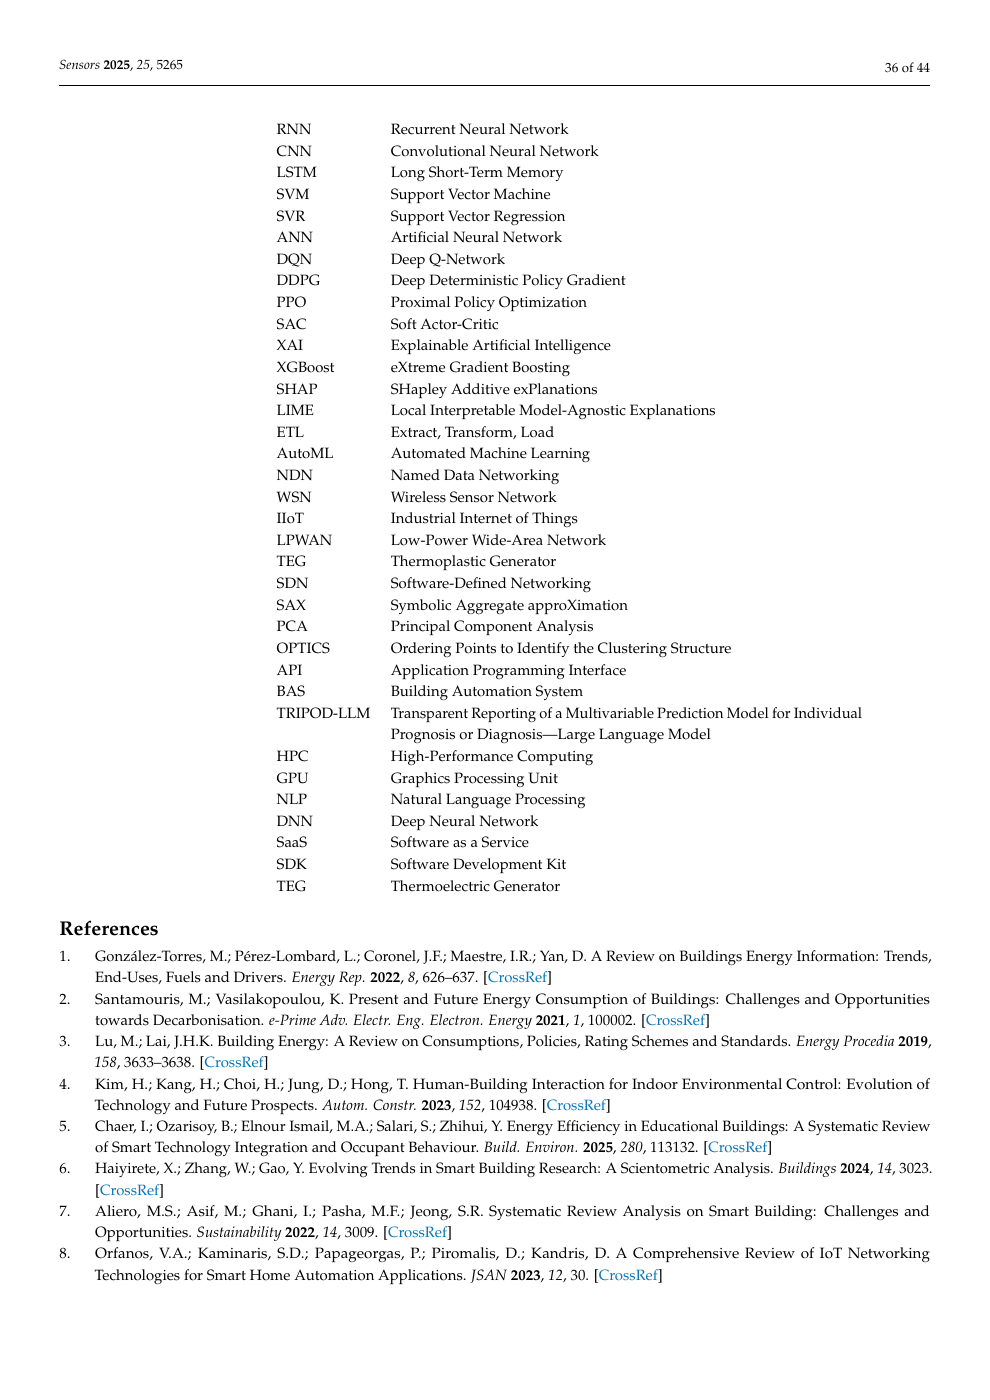 Sensors 2025, 25, 5265
36 of 44
RNN Recurrent Neural Network
CNN Convolutional Neural Network
LSTM Long Short-Term Memory
SVM Support Vector Machine
SVR Support Vector Regression
ANN Artificial Neural Network
DQN Deep Q-Network
DDPG Deep Deterministic Policy Gradient
PPO Proximal Policy Optimization
SAC Soft Actor-Critic
XAI Explainable Artificial Intelligence
XGBoost eXtreme Gradient Boosting
SHAP SHapley Additive exPlanations
LIME Local Interpretable Model-Agnostic Explanations
ETL Extract, Transform, Load
AutoML Automated Machine Learning
NDN Named Data Networking
WSN Wireless Sensor Network
IIoT Industrial Internet of Things
LPWAN Low-Power Wide-Area Network
TEG Thermoplastic Generator
SDN Software-Defined Networking
SAX Symbolic Aggregate approXimation
PCA Principal Component Analysis
OPTICS Ordering Points to Identify the Clustering Structure
API Application Programming Interface
BAS Building Automation System
TRIPOD-LLM Transparent Reporting of a Multivariable Prediction Model for Individual
Prognosis or Diagnosis—Large Language Model
HPC High-Performance Computing
GPU Graphics Processing Unit
NLP Natural Language Processing
DNN Deep Neural Network
SaaS Software as a Service
SDK Software Development Kit
TEG Thermoelectric Generator
References
1. González-Torres, M.; Pérez-Lombard, L.; Coronel, J.F.; Maestre, I.R.; Yan, D. A Review on Buildings Energy Information: Trends,
End-Uses, Fuels and Drivers. Energy Rep. 2022, 8, 626–637. [CrossRef]
2. Santamouris, M.; Vasilakopoulou, K. Present and Future Energy Consumption of Buildings: Challenges and Opportunities
towards Decarbonisation. e-Prime Adv. Electr. Eng. Electron. Energy 2021, 1, 100002. [CrossRef]
3. Lu, M.; Lai, J.H.K. Building Energy: A Review on Consumptions, Policies, Rating Schemes and Standards. Energy Procedia 2019,
158, 3633–3638. [CrossRef]
4. Kim, H.; Kang, H.; Choi, H.; Jung, D.; Hong, T. Human-Building Interaction for Indoor Environmental Control: Evolution of
Technology and Future Prospects. Autom. Constr. 2023, 152, 104938. [CrossRef]
5. Chaer, I.; Ozarisoy, B.; Elnour Ismail, M.A.; Salari, S.; Zhihui, Y. Energy Efficiency in Educational Buildings: A Systematic Review
of Smart Technology Integration and Occupant Behaviour. Build. Environ. 2025, 280, 113132. [CrossRef]
6. Haiyirete, X.; Zhang, W.; Gao, Y. Evolving Trends in Smart Building Research: A Scientometric Analysis. Buildings 2024, 14, 3023.
[CrossRef]
7. Aliero, M.S.; Asif, M.; Ghani, I.; Pasha, M.F.; Jeong, S.R. Systematic Review Analysis on Smart Building: Challenges and
Opportunities. Sustainability 2022, 14, 3009. [CrossRef]
8. Orfanos, V.A.; Kaminaris, S.D.; Papageorgas, P.; Piromalis, D.; Kandris, D. A Comprehensive Review of IoT Networking
Technologies for Smart Home Automation Applications. JSAN 2023, 12, 30. [CrossRef]